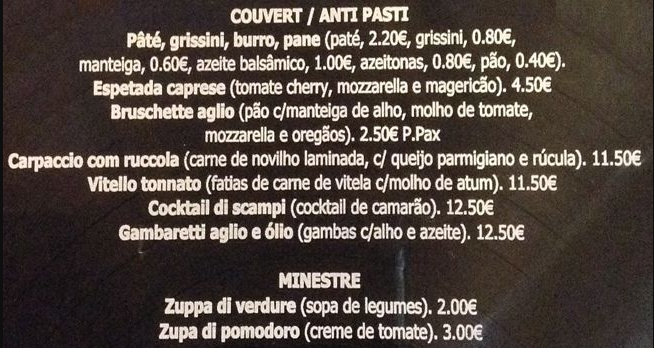 COUVERT / ANTI PASTI
Pâté, grissini, burro, pane (paté, 2.20€, grissini, 0.80€,
manteiga, 0.60€, azeite balsâmico, 1.00€, azeitonas, 0.80€, pão, 0.40€).
Espetada caprese (tomate cherry, mozzarella e magericão). 4.50€
Bruschette aglio (pão c/manteiga de alho, molho de tomate,
mozzarella e oregãos). 2.50€ P.Pax
Carpaccio com ruccola (carne de novilho laminada, c/ queijo parmigiano e rúcula). 11.50€
Vitello tonnato (fatias de carne de vitela c/molho de atum). 11.50€
Cocktail di scampi (cocktail de camarão). 12.50€
Gambaretti aglio e ólio (gambas c/alho e azeite). 12.50€
MINESTRE
Zuppa di verdure (sopa de legumes). 2.00€
Zupa di pomodoro (creme de tomate). 3.00€